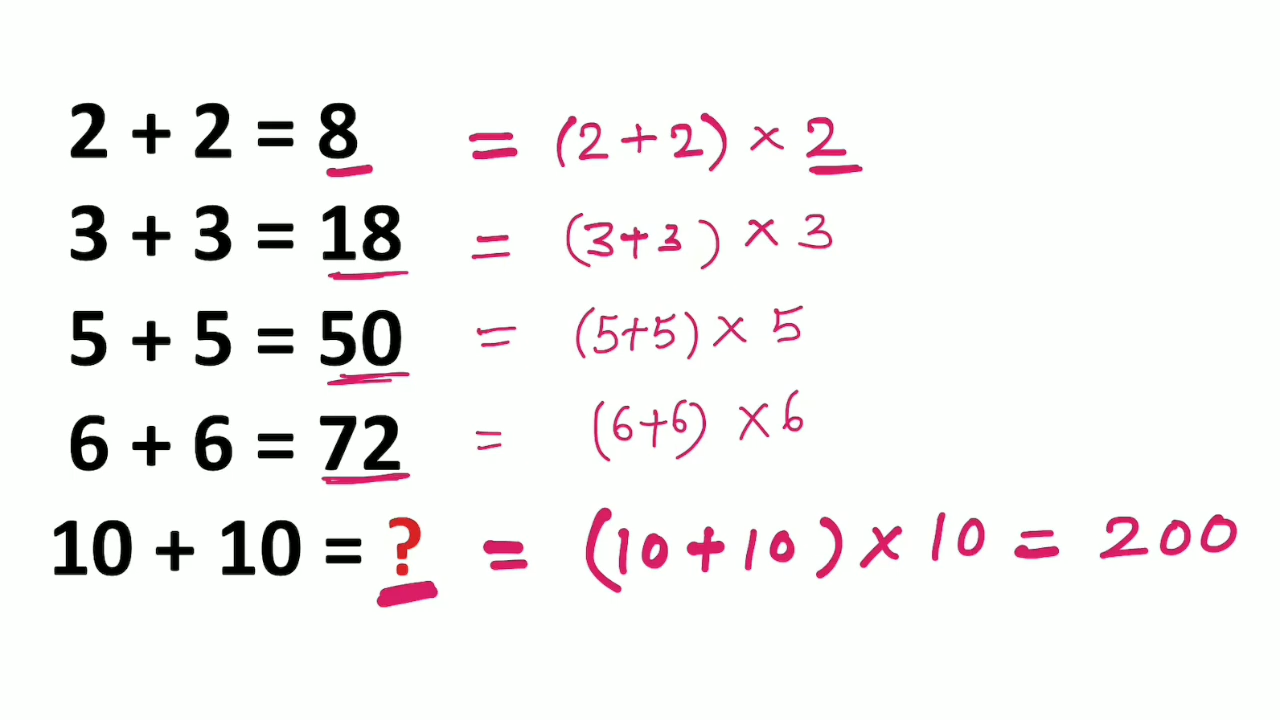 2 + 2 = 8 = (2+2) × 2
3 + 3 = 18 = (3+3) × 3
5 + 5 = 50 = (5+5) × 5
6 + 6 = 72 = (6+6) × 6
10 + 10 = ? = (10+10) × 10 = 200